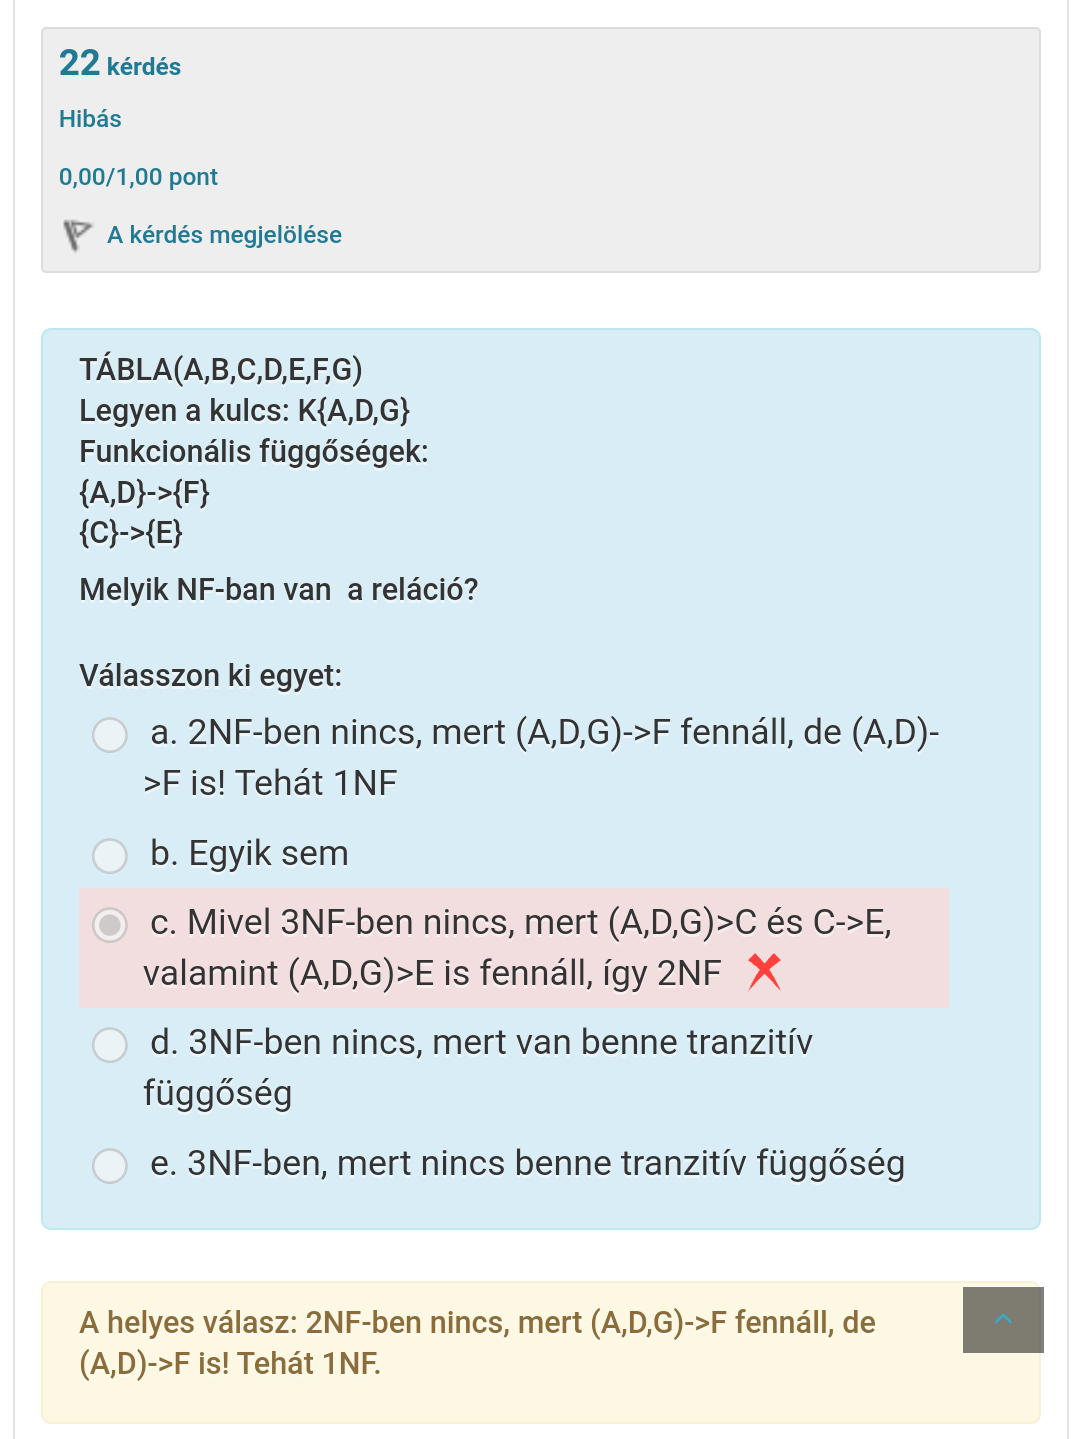 22 kérdés
Hibás
0,00/1,00 pont
A kérdés megjelölése
TÁBLA(A,B,C,D,E,F,G)
Legyen a kulcs: K{A,D,G}
Funkcionális függőségek:
{A,D}->{F}
{C}->{E}
Melyik NF-ban van  a reláció?
Válasszon ki egyet:
a. 2NF-ben nincs, mert (A,D,G)->F fennáll, de (A,D)-
>F is! Tehát 1NF
b. Egyik sem
c. Mivel 3NF-ben nincs, mert (A,D,G)>C és C->E,
valamint (A,D,G)>E is fennáll, így 2NF
d. 3NF-ben nincs, mert van benne tranzitív
függőség
e. 3NF-ben, mert nincs benne tranzitív függőség
A helyes válasz: 2NF-ben nincs, mert (A,D,G)->F fennáll, de
(A,D)->F is! Tehát 1NF.